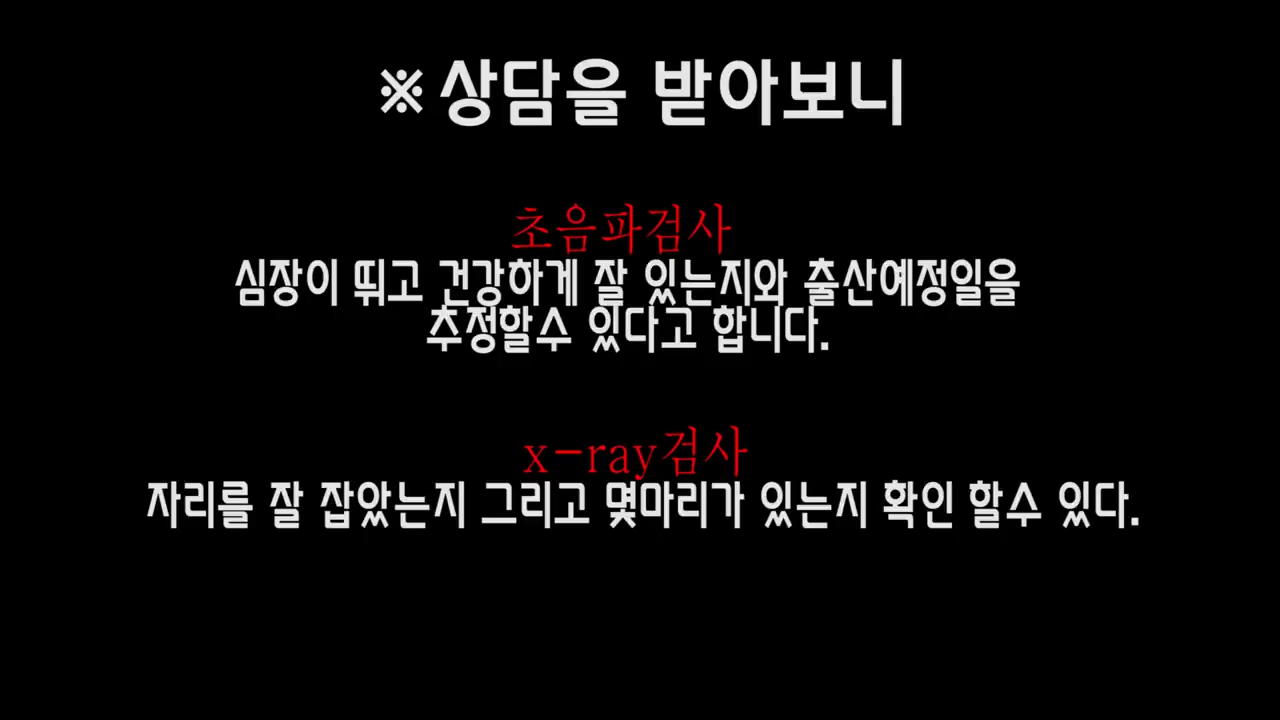 ※상담을 받아보니
초음파검사
심장이 뛰고 건강하게 잘 있는지와 출산예정일을
추정할수 있다고 합니다.
x-ray검사
자리를 잘 잡았는지 그리고 몇마리가 있는지 확인 할수 있다.